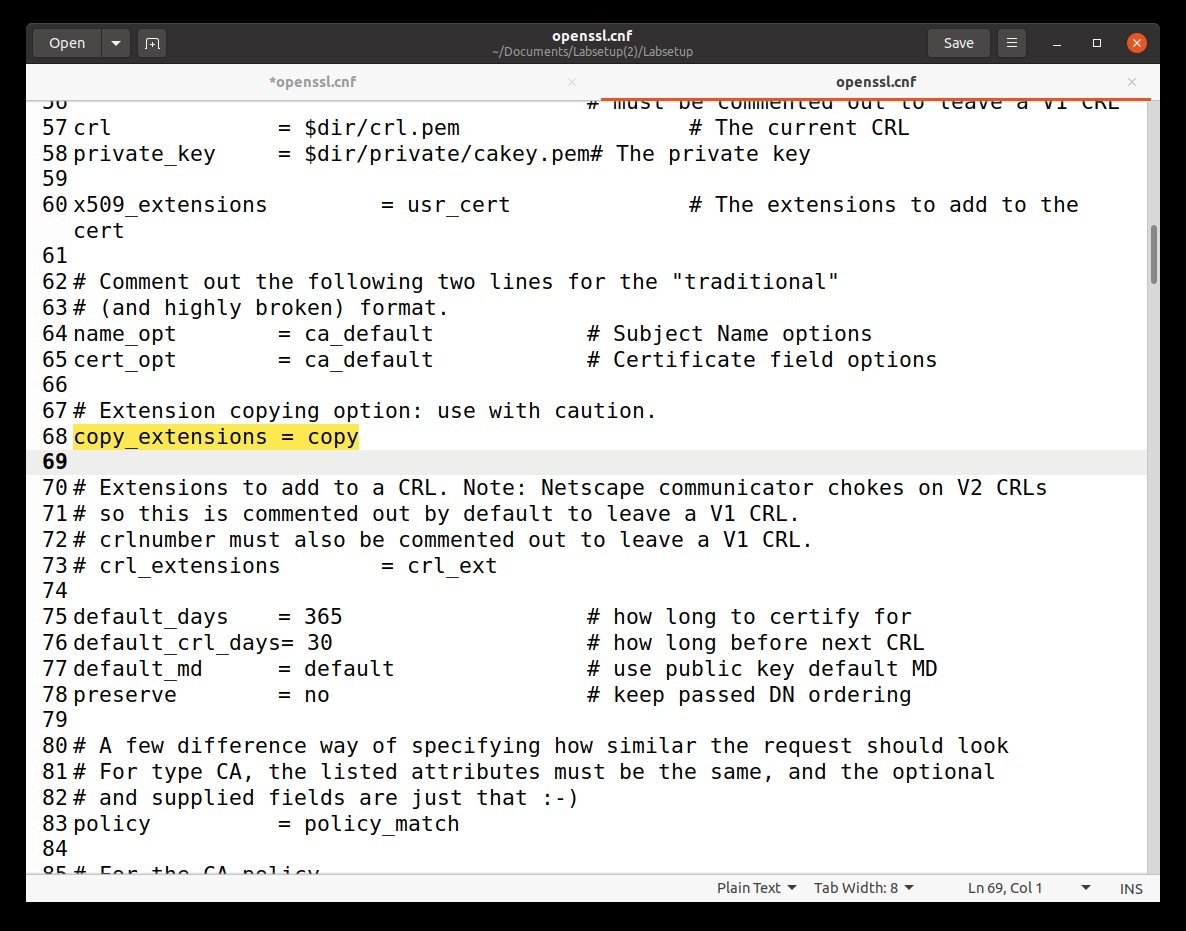 Open
openssl.cnf
~/Documents/Labsetup(2)/Labsetup
Save
*openssl.cnf
openssl.cnf
56 # must be commented out to leave a V1 CRL
57 crl = $dir/crl.pem # The current CRL
58 private_key = $dir/private/cakey.pem# The private key
59
60 x509_extensions = usr_cert # The extensions to add to the
cert
61
62 # Comment out the following two lines for the "traditional"
63 # (and highly broken) format.
64 name_opt = ca_default # Subject Name options
65 cert_opt = ca_default # Certificate field options
66
67 # Extension copying option: use with caution.
68 copy_extensions = copy
69
70 # Extensions to add to a CRL. Note: Netscape communicator chokes on V2 CRLs
71 # so this is commented out by default to leave a V1 CRL.
72 # crlnumber must also be commented out to leave a V1 CRL.
73 # crl_extensions = crl_ext
74
75 default_days = 365 # how long to certify for
76 default_crl_days= 30 # how long before next CRL
77 default_md = default # use public key default MD
78 preserve = no # keep passed DN ordering
79
80 # A few difference way of specifying how similar the request should look
81 # For type CA, the listed attributes must be the same, and the optional
82 # and supplied fields are just that :-)
83 policy = policy_match
84
85 # For the CA policy
Plain Text
Tab Width: 8
Ln 69, Col 1
INS